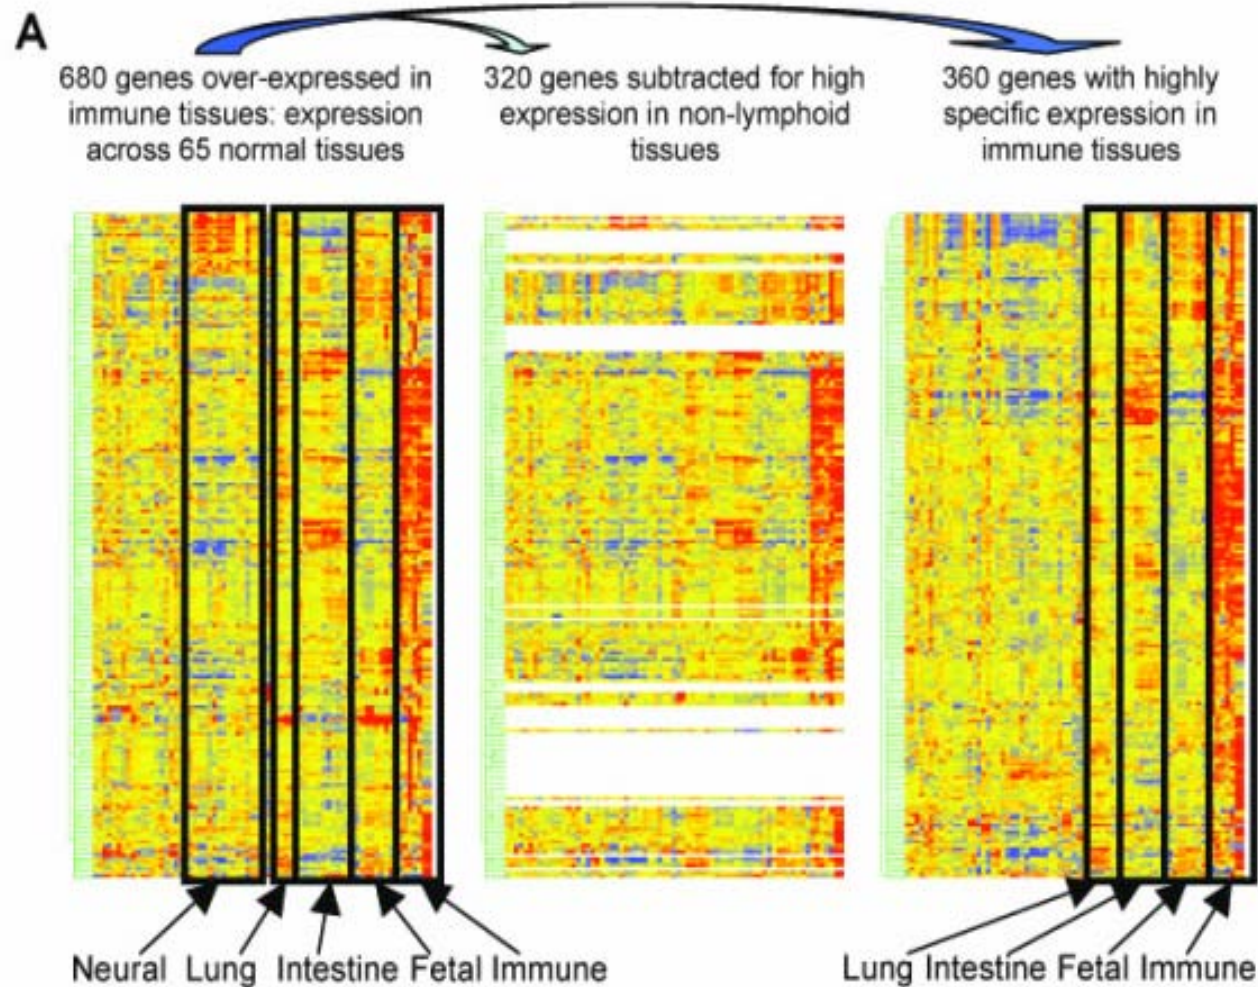 A
680 genes over-expressed in
immune tissues: expression
across 65 normal tissues
320 genes subtracted for high
expression in non-lymphoid
tissues
360 genes with highly
specific expression in
immune tissues
Neural Lung Intestine Fetal Immune
Lung Intestine Fetal Immune